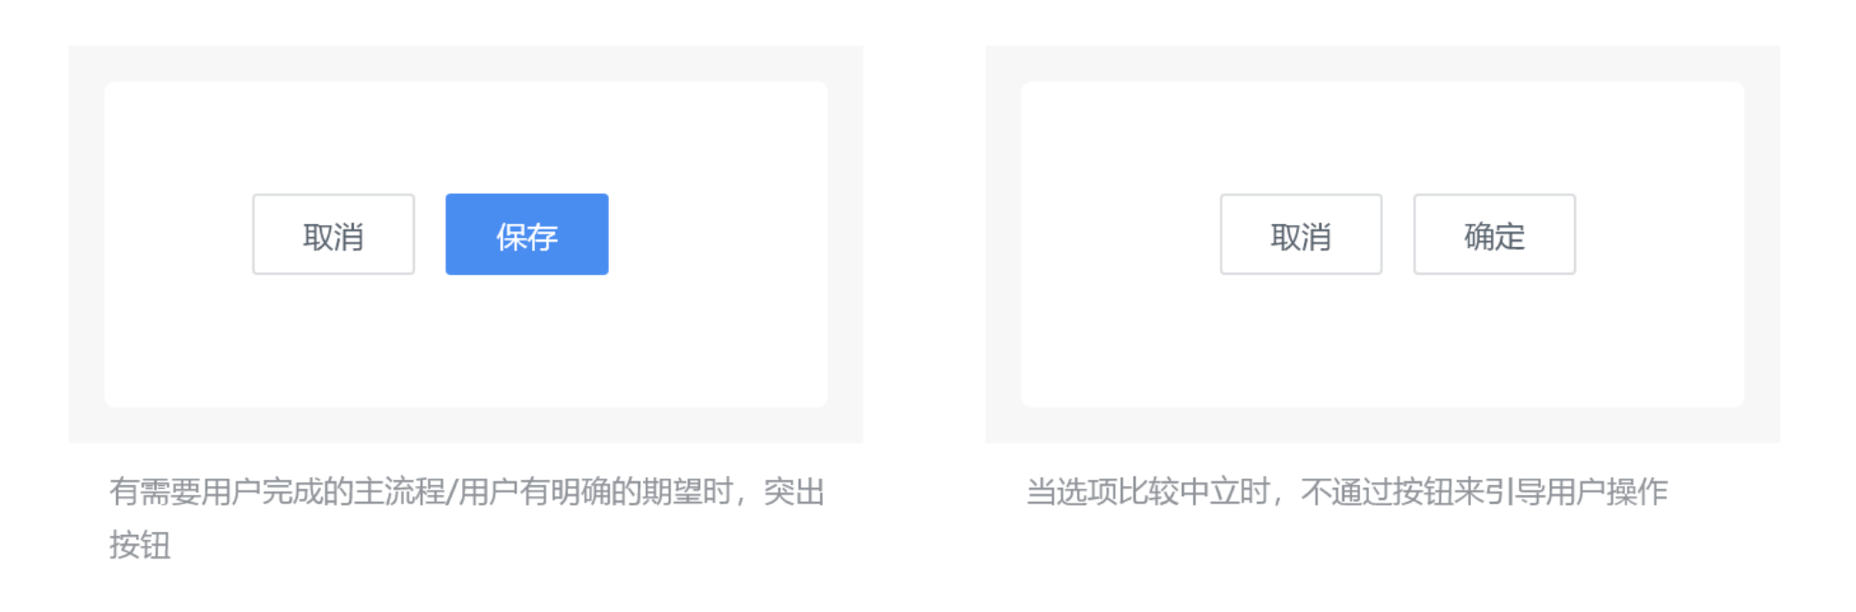 取消
保存
取消
确定
有需要用户完成的主流程/用户有明确的期望时，突出
按钮
当选项比较中立时，不通过按钮来引导用户操作